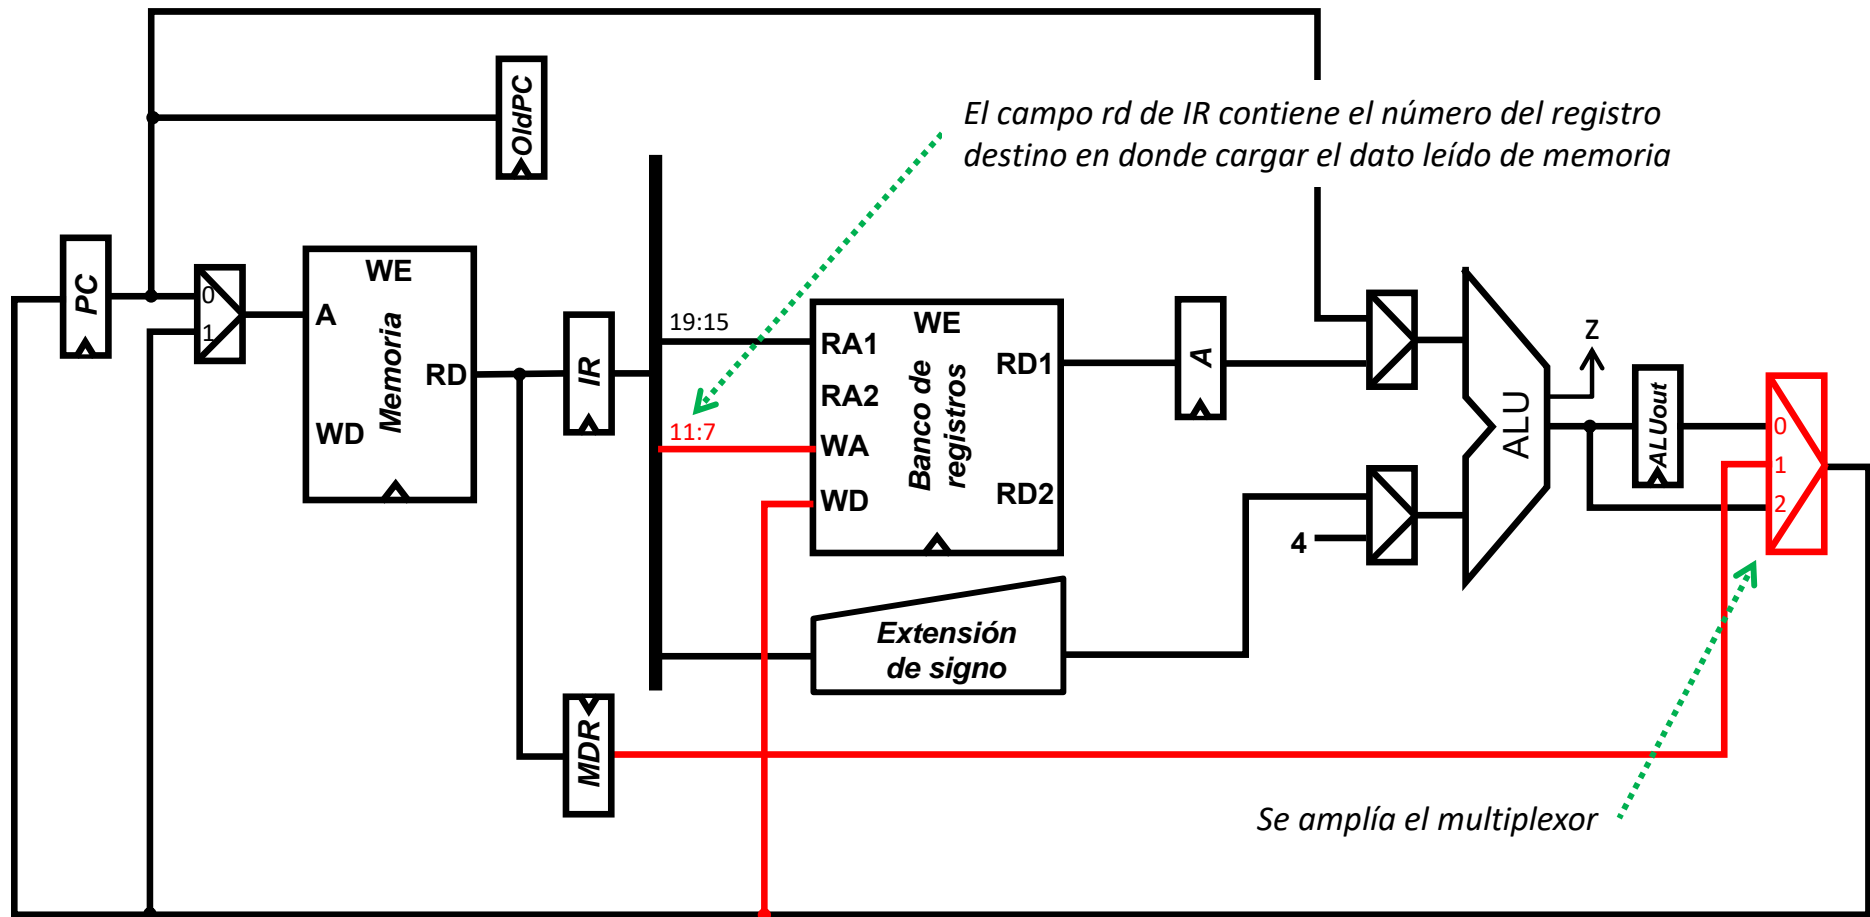 OldPC
El campo rd de IR contiene el número del registro
destino en donde cargar el dato leído de memoria
PC
0
1
WE
A
Memoria
RD
WD
IR
19:15
11:7
WE
RA1
RA2
WA
WD
Banco de
registros
RD1
RD2
A
4
ALU
Z
ALUout
0
1
2
Extensión
de signo
MDR
Se amplía el multiplexor